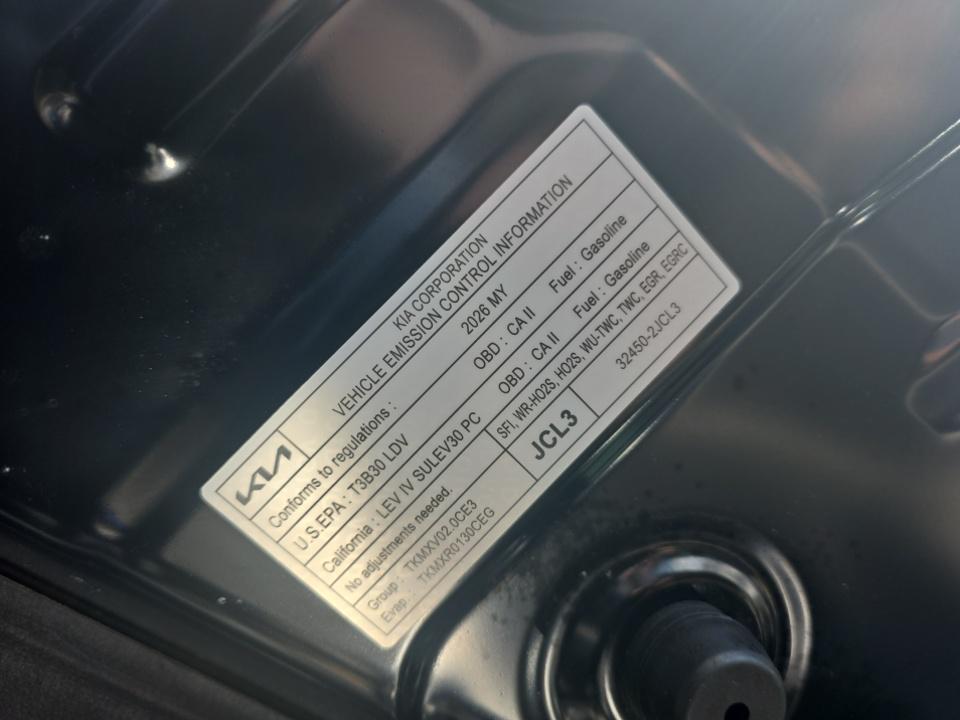 KIA
KIA CORPORATION
VEHICLE EMISSION CONTROL INFORMATION
Conforms to regulations : 2026 MY
U.S.EPA : T3B30 LDV OBD : CA II Fuel : Gasoline
California : LEV IV SULEV30 PC OBD : CA II Fuel : Gasoline
No adjustments needed. SFI, WR-HO2S, HO2S, WU-TWC, TWC, EGR, EGRC
Group : TKMXV02.0CE3
Evap : TKMXR0130CEG
JCL3
32450-2JCL3